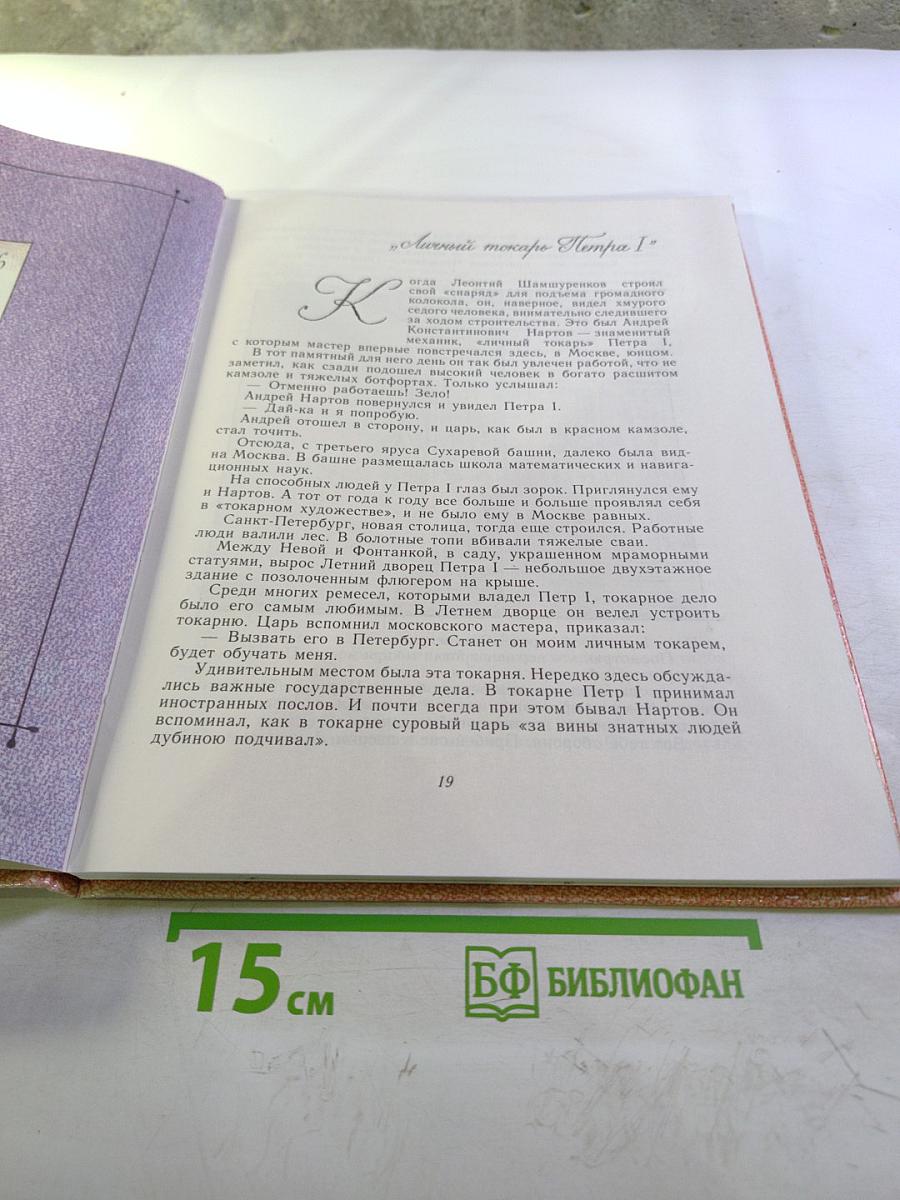 6
„Личный токарь Петра I"
Когда Леонтий Шамшуренков строил
свой «снаряд» для подъема громадного
колокола, он, наверное, видел хмурого
седого человека, внимательно следившего
за ходом строительства. Это был Андрей
Константинович Нартов — знаменитый
механик, «личный токарь» Петра I,
с которым мастер впервые повстречался здесь, в Москве, юнцом.
В тот памятный для него день он так был увлечен работой, что не
заметил, как сзади подошел высокий человек в богато расшитом
камзоле и тяжелых ботфортах. Только услышал:
— Отменно работаешь! Зело!
Андрей Нартов повернулся и увидел Петра I.
— Дай-ка и я попробую.
Андрей отошел в сторону, и царь, как был в красном камзоле,
стал точить.
Отсюда, с третьего яруса Сухаревой башни, далеко была вид-
на Москва. В башне размещалась школа математических и навига-
ционных наук.
На способных людей у Петра I глаз был зорок. Приглянулся ему
и Нартов. А тот от года к году все больше и больше проявлял себя
в «токарном художестве», и не было ему в Москве равных.
Санкт-Петербург, новая столица, тогда еще строился. Работные
люди валили лес. В болотные топи вбивали тяжелые сваи.
Между Невой и Фонтанкой, в саду, украшенном мраморными
статуями, вырос Летний дворец Петра I — небольшое двухэтажное
здание с позолоченным флюгером на крыше.
Среди многих ремесел, которыми владел Петр I, токарное дело
было его самым любимым. В Летнем дворце он велел устроить
токарню. Царь вспомнил московского мастера, приказал:
— Вызвать его в Петербург. Станет он моим личным токарем,
будет обучать меня.
Удивительным местом была эта токарня. Нередко здесь обсужда-
лись важные государственные дела. В токарне Петр I принимал
иностранных послов. И почти всегда при этом бывал Нартов. Он
вспоминал, как в токарне суровый царь «за вины знатных людей
дубиною подчивал».
19
15 см
БФ БИБЛИОФАН